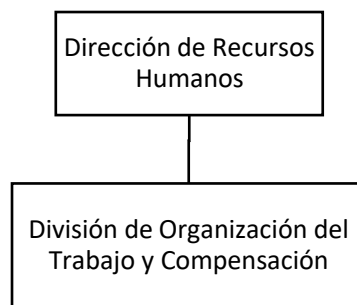 Dirección de Recursos
Humanos
División de Organización del
Trabajo y Compensación